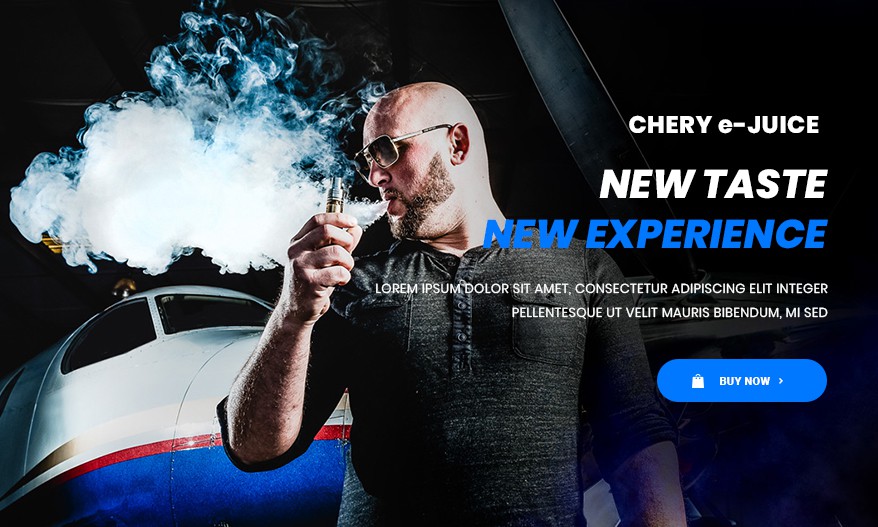 CHERY e-JUICE
NEW TASTE
NEW EXPERIENCE
LOREM IPSUM DOLOR SIT AMET, CONSECTETUR ADIPISCING ELIT INTEGER
PELLENTESQUE UT VELIT MAURIS BIBENDUM, MI SED
BUY NOW ›